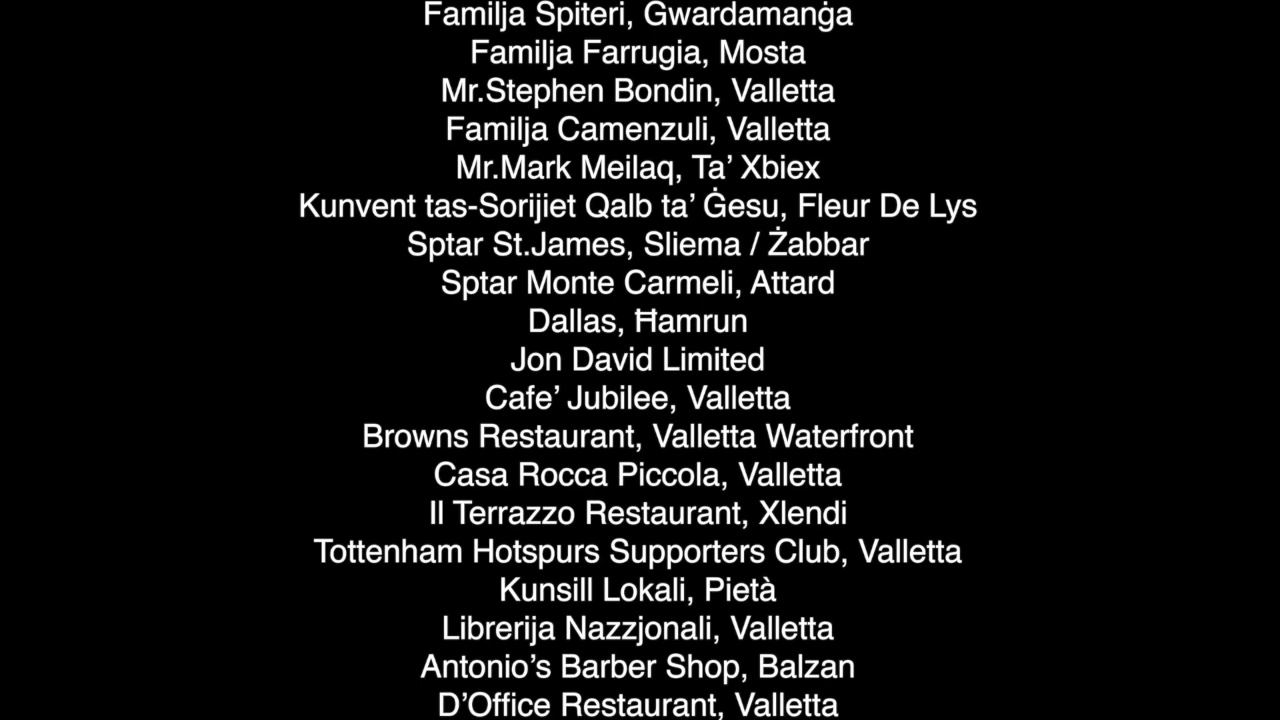 Familja Spiteri, Gwardamanġa
Familja Farrugia, Mosta
Mr.Stephen Bondin, Valletta
Familja Camenzuli, Valletta
Mr.Mark Meilaq, Ta’ Xbiex
Kunvent tas-Sorijiet Qalb ta’ Ġesu, Fleur De Lys
Sptar St.James, Sliema / Żabbar
Sptar Monte Carmeli, Attard
Dallas, Ħamrun
Jon David Limited
Cafe’ Jubilee, Valletta
Browns Restaurant, Valletta Waterfront
Casa Rocca Piccola, Valletta
Il Terrazzo Restaurant, Xlendi
Tottenham Hotspurs Supporters Club, Valletta
Kunsill Lokali, Pietà
Librerija Nazzjonali, Valletta
Antonio’s Barber Shop, Balzan
D’Office Restaurant, Valletta